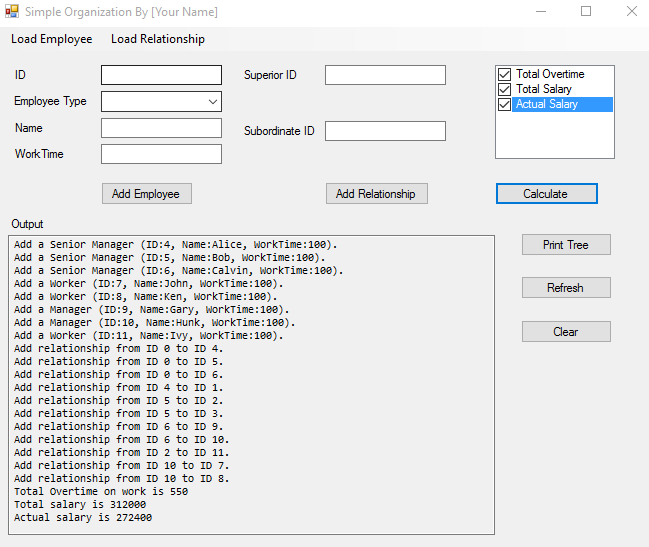 Simple Organization By [Your Name]
Load Employee Load Relationship
ID
Employee Type
Name
WorkTime
Superior ID
Subordinate ID
Total Overtime
Total Salary
Actual Salary
Add Employee
Add Relationship
Calculate
Output
Add a Senior Manager (ID:4, Name:Alice, WorkTime:100).
Add a Senior Manager (ID:5, Name:Bob, WorkTime:100).
Add a Senior Manager (ID:6, Name:Calvin, WorkTime:100).
Add a Worker (ID:7, Name:John, WorkTime:100).
Add a Worker (ID:8, Name:Ken, WorkTime:100).
Add a Manager (ID:9, Name:Gary, WorkTime:100).
Add a Manager (ID:10, Name:Hunk, WorkTime:100).
Add a Worker (ID:11, Name:Ivy, WorkTime:100).
Add relationship from ID 0 to ID 4.
Add relationship from ID 0 to ID 5.
Add relationship from ID 0 to ID 6.
Add relationship from ID 4 to ID 1.
Add relationship from ID 5 to ID 2.
Add relationship from ID 5 to ID 3.
Add relationship from ID 6 to ID 9.
Add relationship from ID 6 to ID 10.
Add relationship from ID 2 to ID 11.
Add relationship from ID 10 to ID 7.
Add relationship from ID 10 to ID 8.
Total Overtime on work is 550
Total salary is 312000
Actual salary is 272400
Print Tree
Refresh
Clear